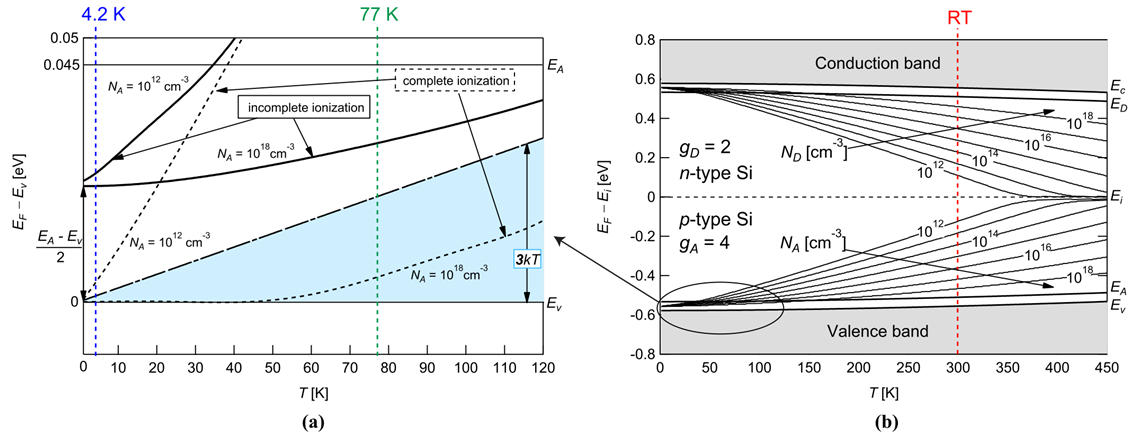 4.2 K
77 K
0.05
0.045
E_A
N_A = 10^12 cm^-3
complete ionization
incomplete ionization
N_A = 10^18 cm^-3
E_F − E_v [eV]
E_A - E_v
2
N_A = 10^12 cm^-3
N_A = 10^18 cm^-3
3kT
0
E_v
0 10 20 30 40 50 60 70 80 90 100 110 120
T [K]
(a)
RT
0.8
0.6
0.4
0.2
0
-0.2
-0.4
-0.6
-0.8
E_F − E_i [eV]
Conduction band
E_c
E_D
10^18
N_D [cm^-3]
10^16
g_D = 2
n-type Si
10^14
10^12
E_i
p-type Si
g_A = 4
10^12
N_A [cm^-3]
10^14
10^16
10^18
E_A
E_v
Valence band
0 50 100 150 200 250 300 350 400 450
T [K]
(b)